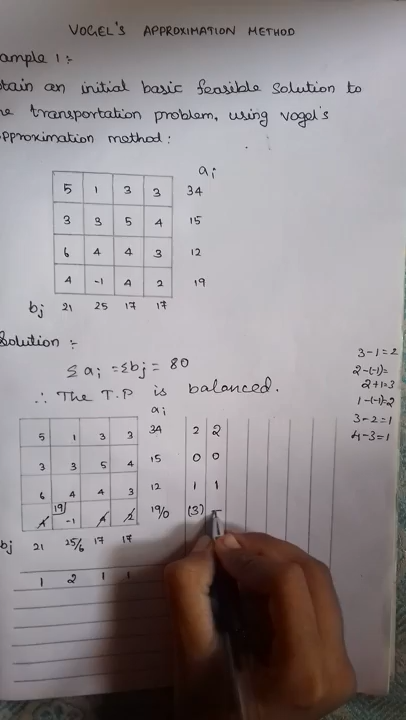 VOGEL'S APPROXIMATION METHOD
ample 1:-
tain an initial basic feasible solution to
e transportation problem, using vogel's
pproximation method:
ai
5 1 3 3 34
3 3 5 4 15
6 4 4 3 12
4 -1 4 2 19
bj 21 25 17 17
Solution:-
Σai = Σbj = 80
∴ The T.P is balanced.
3-1=2
2-(-1)=
2+1=3
1-(-1)=2
3-2=1
4-3=1
ai
5 1 3 3 34 2 2
3 3 5 4 15 0 0
6 4 4 3 12 1 1
4 19 -1 4 2 19/0 (3) -
bj 21 25/6 17 17
1 2 1 1